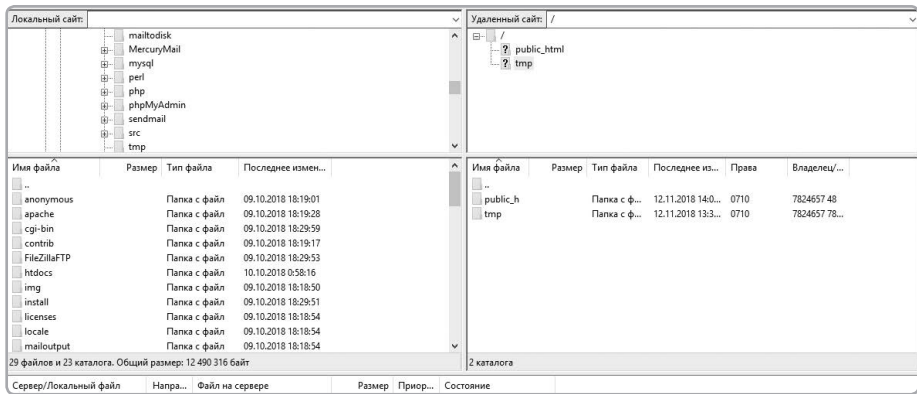 Локальный сайт:
mailtodisk
MercuryMail
mysql
perl
php
phpMyAdmin
sendmail
src
tmp
Удаленный сайт: /
/
? public_html
? tmp
Имя файла Размер Тип файла Последнее измен...
..
anonymous Папка с файл 09.10.2018 18:19:01
apache Папка с файл 09.10.2018 18:19:28
cgi-bin Папка с файл 09.10.2018 18:29:59
contrib Папка с файл 09.10.2018 18:19:17
FileZillaFTP Папка с файл 09.10.2018 18:29:53
htdocs Папка с файл 10.10.2018 0:58:16
img Папка с файл 09.10.2018 18:18:50
install Папка с файл 09.10.2018 18:29:51
licenses Папка с файл 09.10.2018 18:18:54
locale Папка с файл 09.10.2018 18:18:54
mailoutput Папка с файл 09.10.2018 18:18:54
29 файлов и 23 каталога. Общий размер: 12 490 316 байт
Имя файла Размер Тип файла Последнее из... Права Владелец/...
..
public_h Папка с ф... 12.11.2018 14:0... 0710 7824657 48
tmp Папка с ф... 12.11.2018 13:3... 0710 7824657 78...
2 каталога
Сервер/Локальный файл Напра... Файл на сервере Размер Приор... Состояние